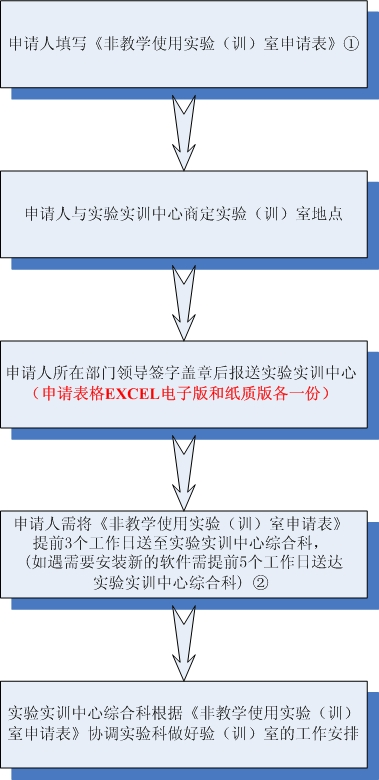 申请人填写《非教学使用实验（训）室申请表》①
申请人与实验实训中心商定实验（训）室地点
申请人所在部门领导签字盖章后报送实验实训中心
（申请表格EXCEL电子版和纸质版各一份）
申请人需将《非教学使用实验（训）室申请表》
提前3个工作日送至实验实训中心综合科，
（如遇需要安装新的软件需提前5个工作日送达
实验实训中心综合科）②
实验实训中心综合科根据《非教学使用实验（训）
室申请表》协调实验科做好验（训）室的工作安排